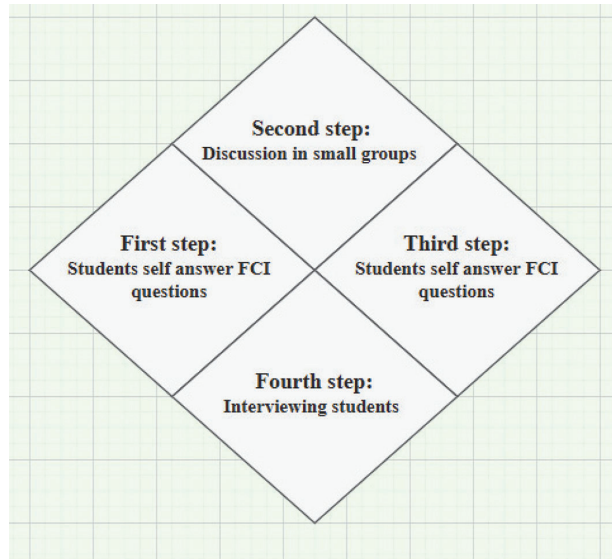 Second step:
Discussion in small groups
First step:
Students self answer FCI
questions
Third step:
Students self answer FCI
questions
Fourth step:
Interviewing students